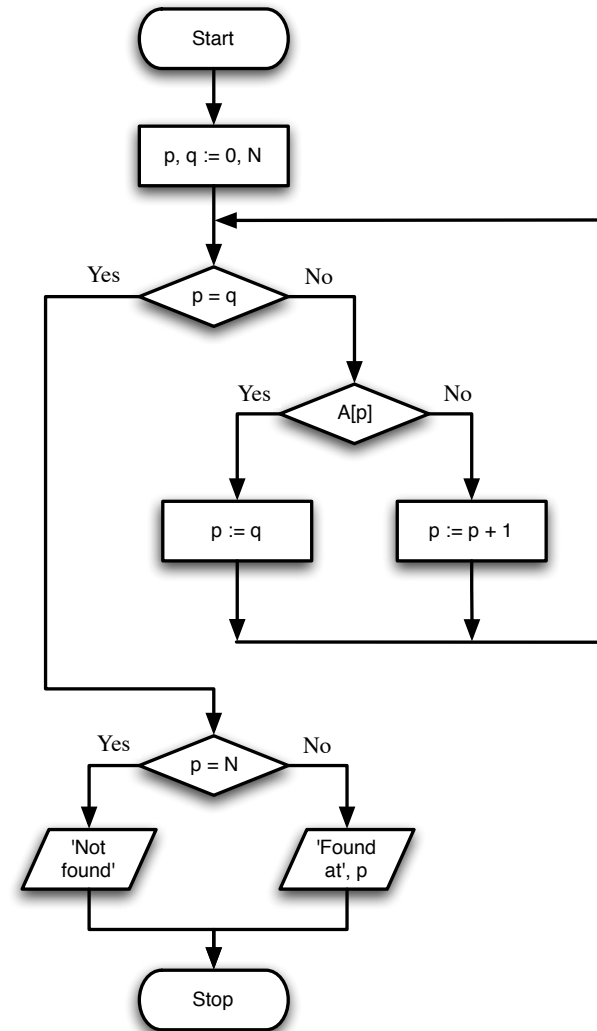 Start
p, q := 0, N
Yes
No
p = q
Yes
No
A[p]
p := q
p := p + 1
Yes
No
p = N
'Not
found'
'Found
at', p
Stop